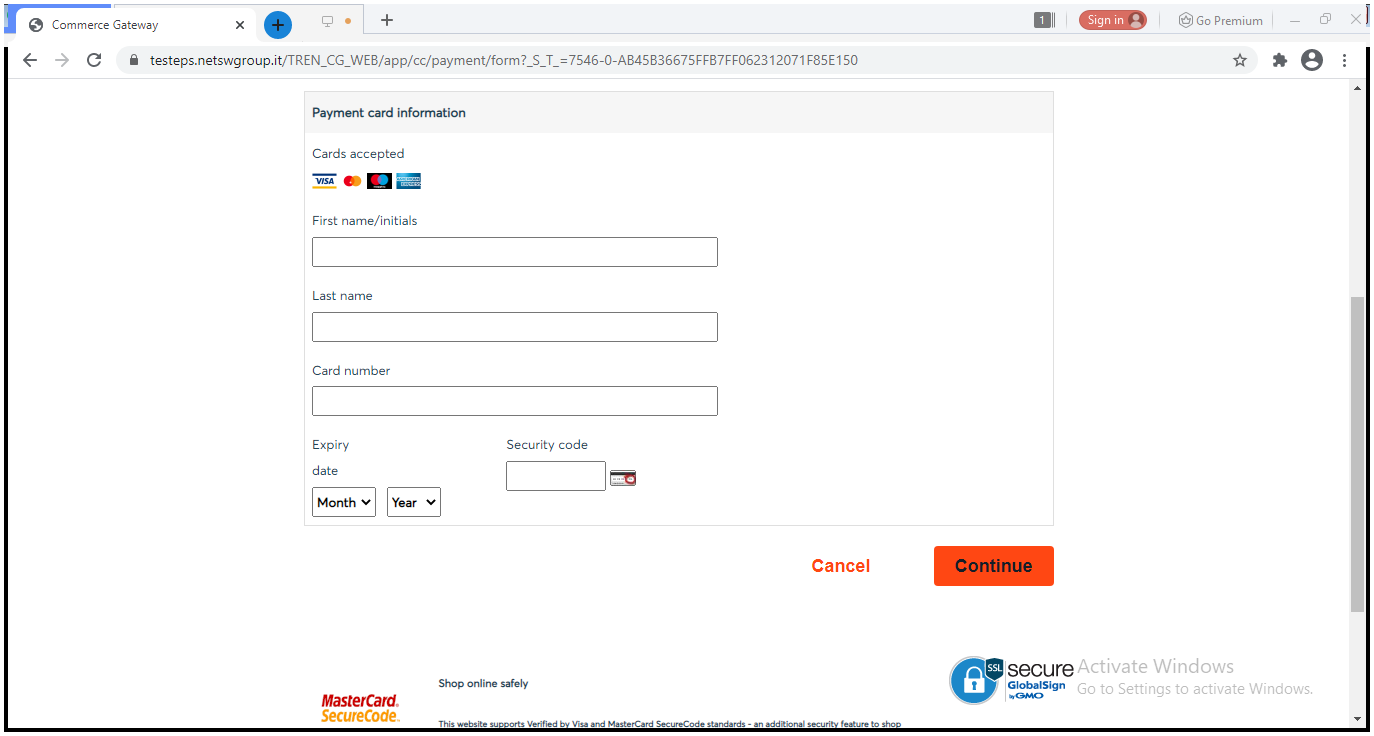 Commerce Gateway
1
Sign in
Go Premium
testeps.netswgroup.it/TREN_CG_WEB/app/cc/payment/form?_S_T_=7546-0-AB45B36675FFB7FF062312071F85E150
Payment card information
Cards accepted
VISA
First name/initials
Last name
Card number
Expiry
date
Security code
Month
Year
Cancel
Continue
Shop online safely
MasterCard.
SecureCode.
This website supports Verified by Visa and MasterCard SecureCode standards - an additional security feature to shop
SSL
secure
GlobalSign
by GMO
Activate Windows
Go to Settings to activate Windows.